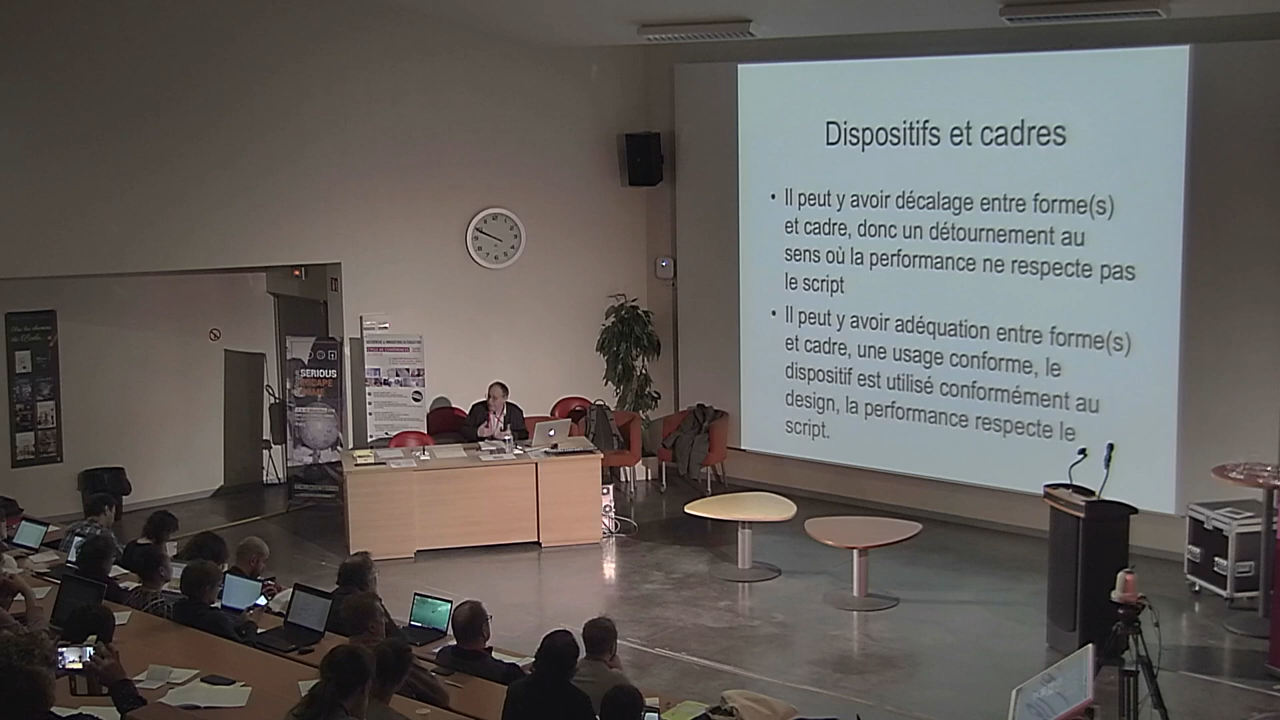 Dispositifs et cadres
• Il peut y avoir décalage entre forme(s)
et cadre, donc un détournement au
sens où la performance ne respecte pas
le script
• Il peut y avoir adéquation entre forme(s)
et cadre, une usage conforme, le
dispositif est utilisé conformément au
design, la performance respecte le
script.
SERIOUS
ESCAPE
GAME